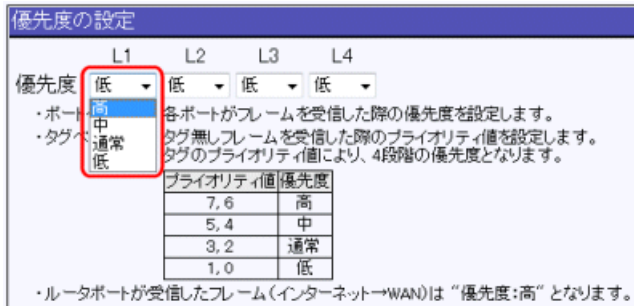 優先度の設定
L1 L2 L3 L4
優先度 低 低 低 低
高
中
通常
低
・ポート 各ポートがフレームを受信した際の優先度を設定します。
・タグベ タグ無しフレームを受信した際のプライオリティ値を設定します。
タグのプライオリティ値により、4段階の優先度となります。
プライオリティ値 優先度
7,6 高
5,4 中
3,2 通常
1,0 低
・ルータポートが受信したフレーム(インターネット→WAN)は “優先度:高” となります。